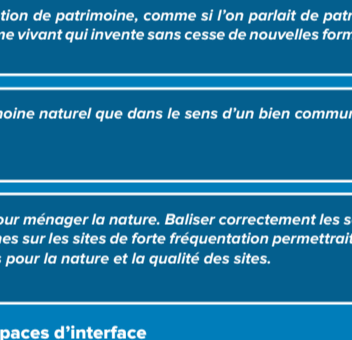 tion de patrimoine, comme si l’on parlait de patr
ne vivant qui invente sans cesse de nouvelles form
noine naturel que dans le sens d’un bien commun
our ménager la nature. Baliser correctement les s
nes sur les sites de forte fréquentation permettrait
pour la nature et la qualité des sites.
paces d’interface